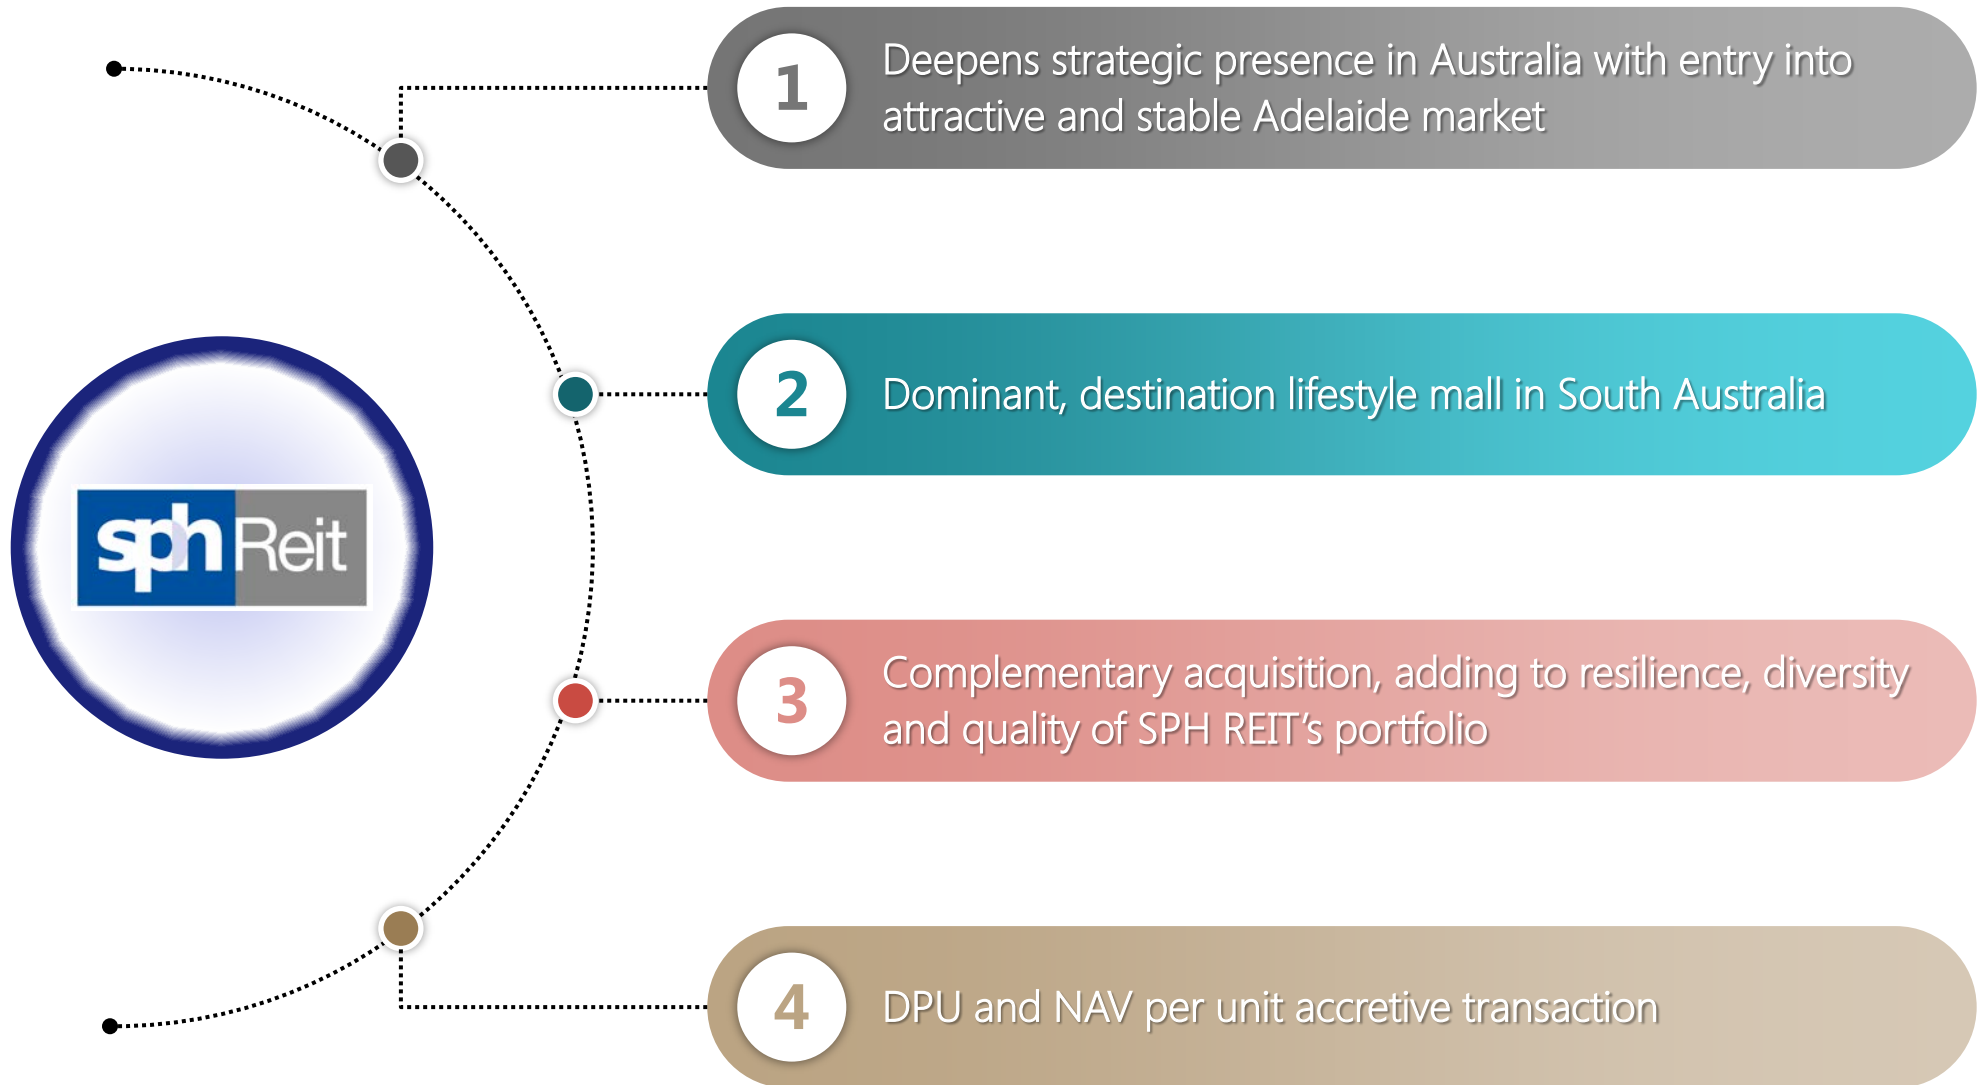 1
Deepens strategic presence in Australia with entry into
attractive and stable Adelaide market
2
Dominant, destination lifestyle mall in South Australia
sph Reit
3
Complementary acquisition, adding to resilience, diversity
and quality of SPH REIT’s portfolio
4
DPU and NAV per unit accretive transaction